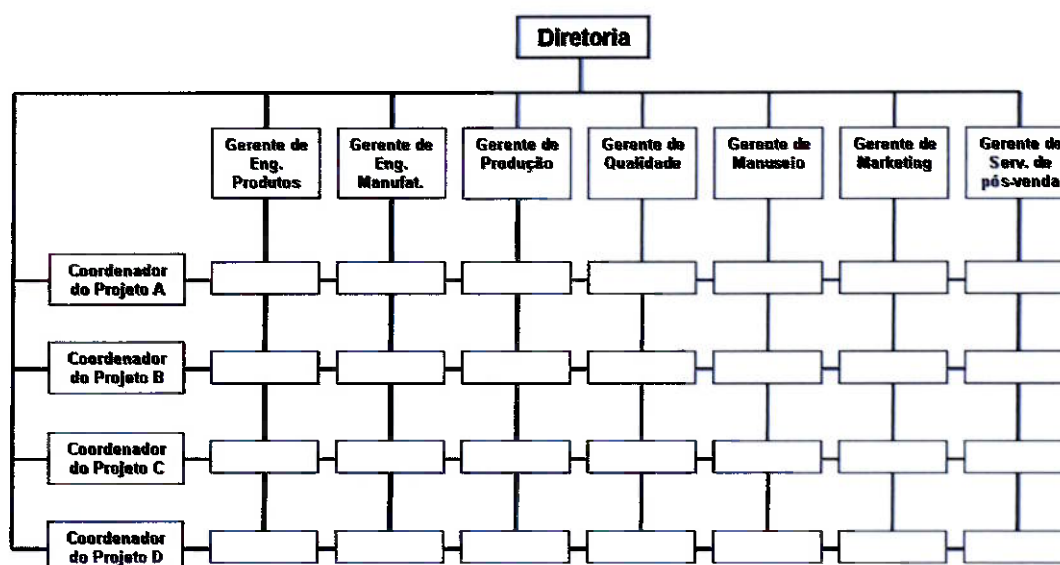 Diretoria
Gerente de
Eng.
Produtos
Gerente de
Eng.
Manufat.
Gerente de
Produção
Gerente de
Qualidade
Gerente de
Manuseio
Gerente de
Marketing
Gerente de
Serv. de
pós-venda
Coordenador
do Projeto A
Coordenador
do Projeto B
Coordenador
do Projeto C
Coordenador
do Projeto D